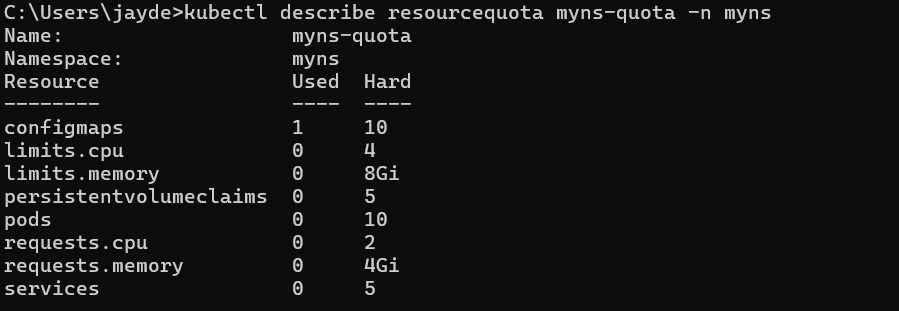 C:\Users\jayde>kubectl describe resourcequota myns-quota -n myns
Name:                   myns-quota
Namespace:              myns
Resource                Used  Hard
--------                ----  ----
configmaps              1     10
limits.cpu              0     4
limits.memory           0     8Gi
persistentvolumeclaims  0     5
pods                    0     10
requests.cpu            0     2
requests.memory         0     4Gi
services                0     5